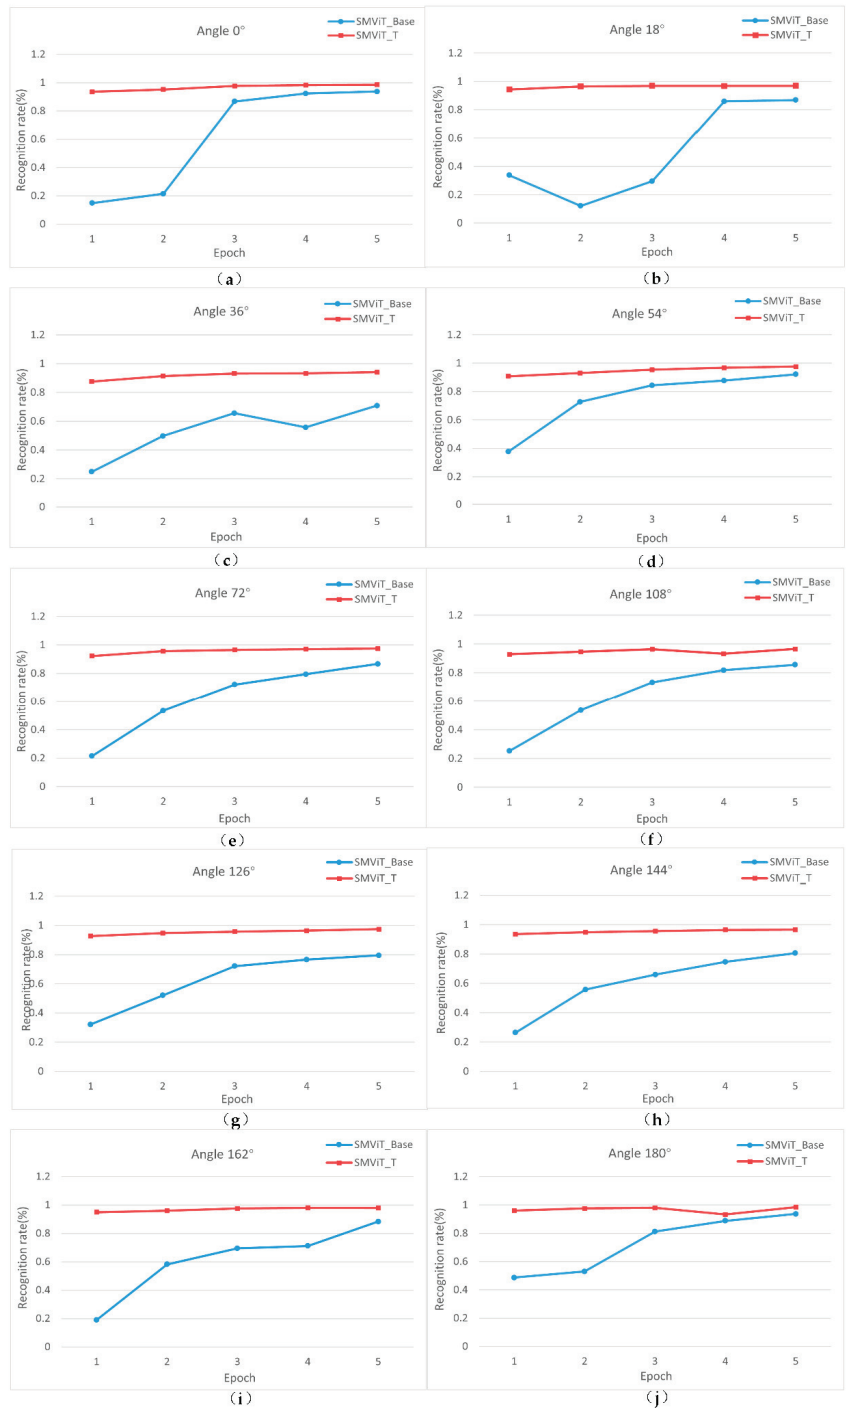 Angle 0°
SMViT_Base
SMViT_T
Recognition rate(%)
1.2
1
0.8
0.6
0.4
0.2
0
1 2 3 4 5
Epoch
（a）
Angle 18°
SMViT_Base
SMViT_T
Recognition rate(%)
1.2
1
0.8
0.6
0.4
0.2
0
1 2 3 4 5
Epoch
（b）
Angle 36°
SMViT_Base
SMViT_T
Recognition rate(%)
1.2
1
0.8
0.6
0.4
0.2
0
1 2 3 4 5
Epoch
（c）
Angle 54°
SMViT_Base
SMViT_T
Recognition rate(%)
1.2
1
0.8
0.6
0.4
0.2
0
1 2 3 4 5
Epoch
（d）
Angle 72°
SMViT_Base
SMViT_T
Recognition rate(%)
1.2
1
0.8
0.6
0.4
0.2
0
1 2 3 4 5
Epoch
（e）
Angle 108°
SMViT_Base
SMViT_T
Recognition rate(%)
1.2
1
0.8
0.6
0.4
0.2
0
1 2 3 4 5
Epoch
（f）
Angle 126°
SMViT_Base
SMViT_T
Recognition rate(%)
1.2
1
0.8
0.6
0.4
0.2
0
1 2 3 4 5
Epoch
（g）
Angle 144°
SMViT_Base
SMViT_T
Recognition rate(%)
1.2
1
0.8
0.6
0.4
0.2
0
1 2 3 4 5
Epoch
（h）
Angle 162°
SMViT_Base
SMViT_T
Recognition rate(%)
1.2
1
0.8
0.6
0.4
0.2
0
1 2 3 4 5
Epoch
（i）
Angle 180°
SMViT_Base
SMViT_T
Recognition rate(%)
1.2
1
0.8
0.6
0.4
0.2
0
1 2 3 4 5
Epoch
（j）